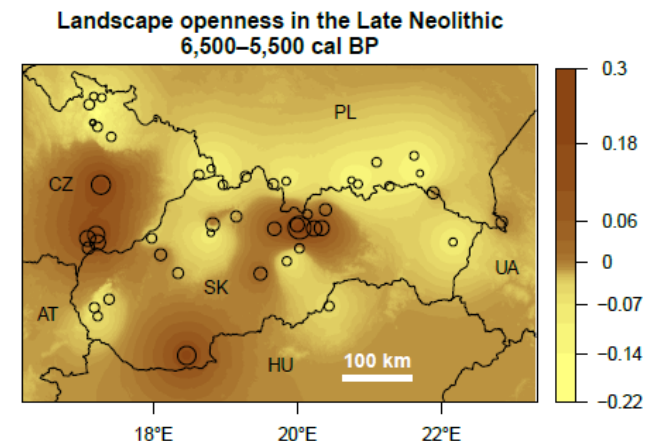 Landscape openness in the Late Neolithic
6,500–5,500 cal BP
PL
CZ
SK
UA
AT
HU
100 km
18°E
20°E
22°E
0.3
0.18
0.06
0
−0.07
−0.14
−0.22